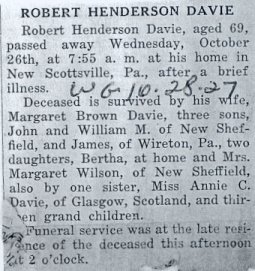 ROBERT HENDERSON DAVIE
Robert Henderson Davie, aged 69,
passed away Wednesday, October
26th, at 7:55 a. m. at his home in
New Scottsville, Pa., after a brief
illness. W G 10.28.27
Deceased is survived by his wife,
Margaret Brown Davie, three sons,
John and William M. of New Shef-
field, and James, of Wireton, Pa., two
daughters, Bertha, at home and Mrs.
Margaret Wilson, of New Sheffield,
also by one sister, Miss Annie C.
Davie, of Glasgow, Scotland, and thir-
een grand children.
Funeral service was at the late resi-
ence of the deceased this afternoon
at 2 o'clock.